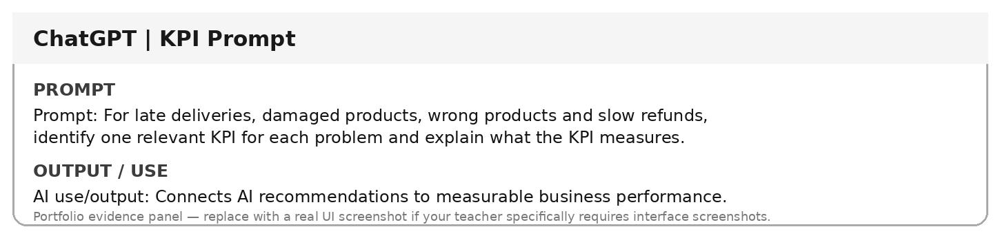 ChatGPT | KPI Prompt
PROMPT
Prompt: For late deliveries, damaged products, wrong products and slow refunds,
identify one relevant KPI for each problem and explain what the KPI measures.
OUTPUT / USE
AI use/output: Connects AI recommendations to measurable business performance.
Portfolio evidence panel — replace with a real UI screenshot if your teacher specifically requires interface screenshots.